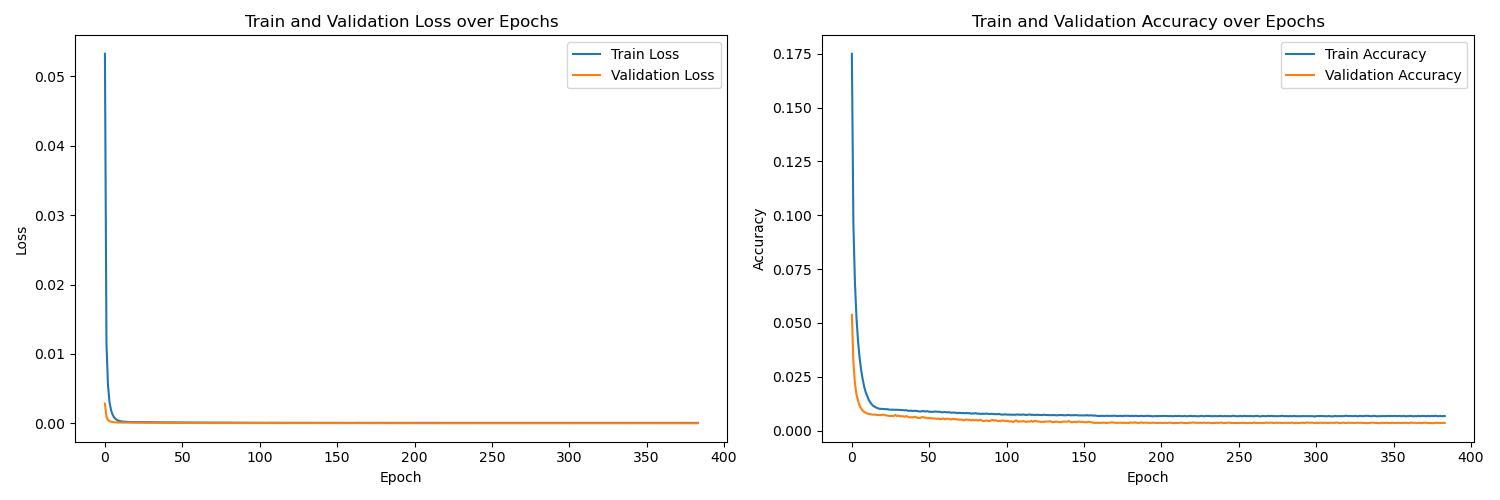 Train and Validation Loss over Epochs
Train Loss
Validation Loss
0.05
0.04
0.03
0.02
0.01
0.00
Loss
0 50 100 150 200 250 300 350 400
Epoch
Train and Validation Accuracy over Epochs
Train Accuracy
Validation Accuracy
0.175
0.150
0.125
0.100
0.075
0.050
0.025
0.000
Accuracy
0 50 100 150 200 250 300 350 400
Epoch